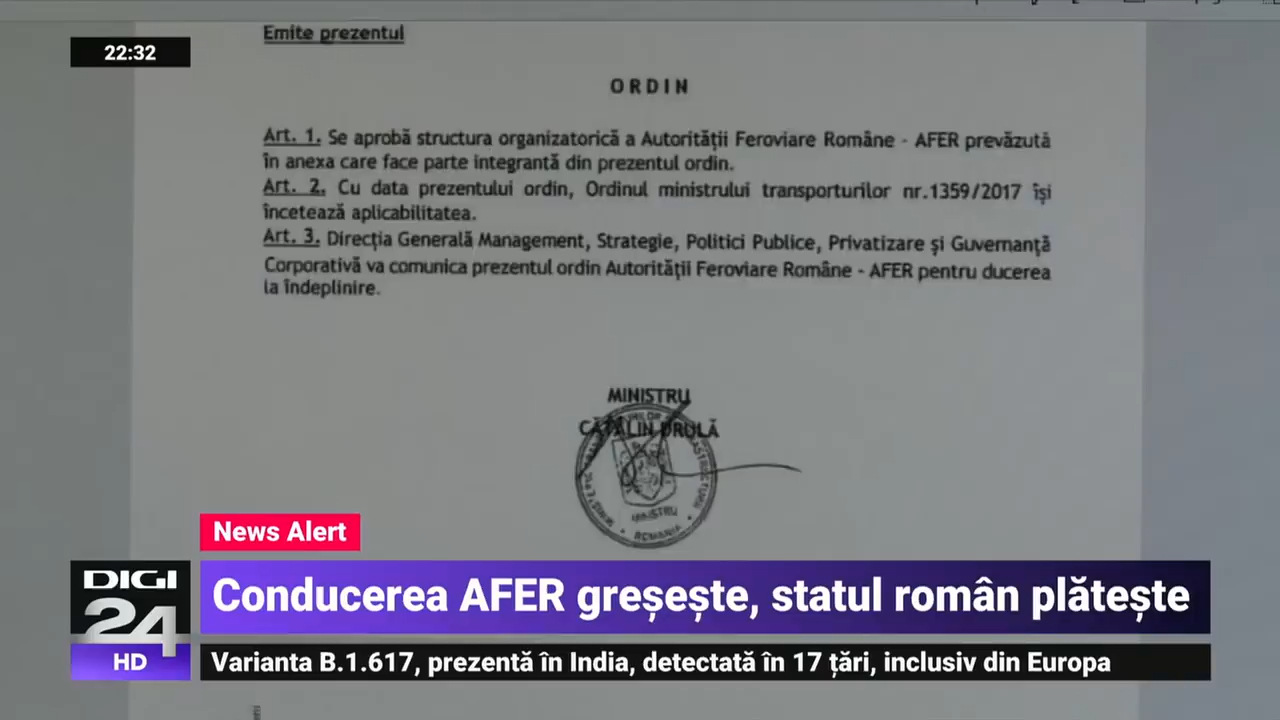 Emite prezentul
22:32
ORDIN
Art. 1. Se aprobă structura organizatorică a Autorității Feroviare Române - AFER prevăzută
în anexa care face parte integrantă din prezentul ordin.
Art. 2. Cu data prezentului ordin, Ordinul ministrului transporturilor nr.1359/2017 își
încetează aplicabilitatea.
Art. 3. Direcția Generală Management, Strategie, Politici Publice, Privatizare și Guvernanță
Corporativă va comunica prezentul ordin Autorității Feroviare Române - AFER pentru ducerea
la îndeplinire.
MINISTRU
CĂTĂLIN DRULĂ
MINISTRU
ROMANIA
News Alert
DIGI
24
HD
Conducerea AFER greșește, statul român plătește
Varianta B.1.617, prezentă în India, detectată în 17 țări, inclusiv din Europa